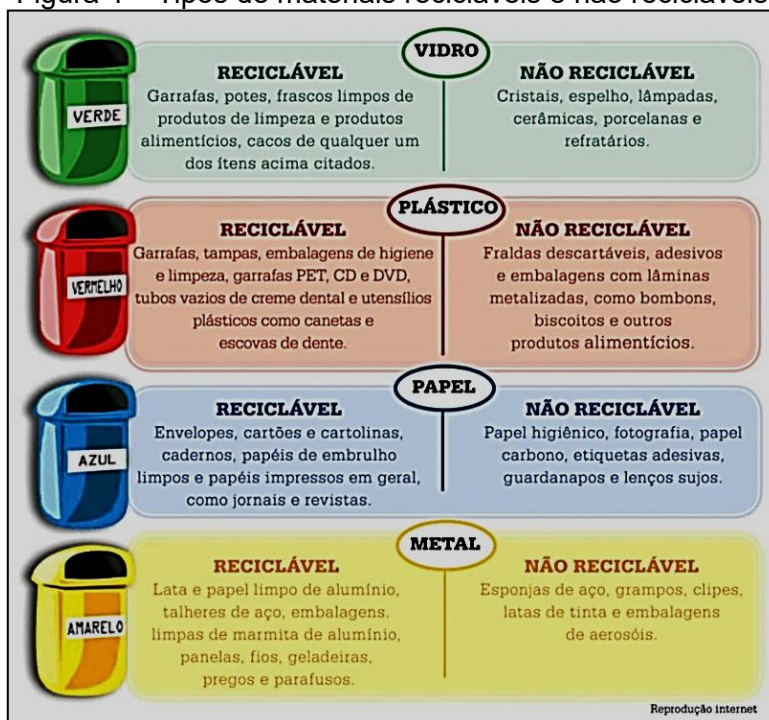 Figura 1 – Tipos de materiais recicláveis e não recicláveis
VIDRO
VERDE
RECICLÁVEL
Garrafas, potes, frascos limpos de
produtos de limpeza e produtos
alimentícios, cacos de qualquer um
dos ítens acima citados.
NÃO RECICLÁVEL
Cristais, espelho, lâmpadas,
cerâmicas, porcelanas e
refratários.
PLÁSTICO
VERMELHO
RECICLÁVEL
Garrafas, tampas, embalagens de higiene
e limpeza, garrafas PET, CD e DVD,
tubos vazios de creme dental e utensílios
plásticos como canetas e
escovas de dente.
NÃO RECICLÁVEL
Fraldas descartáveis, adesivos
e embalagens com lâminas
metalizadas, como bombons,
biscoitos e outros
produtos alimentícios.
PAPEL
AZUL
RECICLÁVEL
Envelopes, cartões e cartolinas,
cadernos, papéis de embrulho
limpos e papéis impressos em geral,
como jornais e revistas.
NÃO RECICLÁVEL
Papel higiênico, fotografia, papel
carbono, etiquetas adesivas,
guardanapos e lenços sujos.
METAL
AMARELO
RECICLÁVEL
Lata e papel limpo de alumínio,
talheres de aço, embalagens.
limpas de marmita de alumínio,
panelas, fios, geladeiras,
pregos e parafusos.
NÃO RECICLÁVEL
Esponjas de aço, grampos, clipes,
latas de tinta e embalagens
de aerosóis.
Reprodução internet